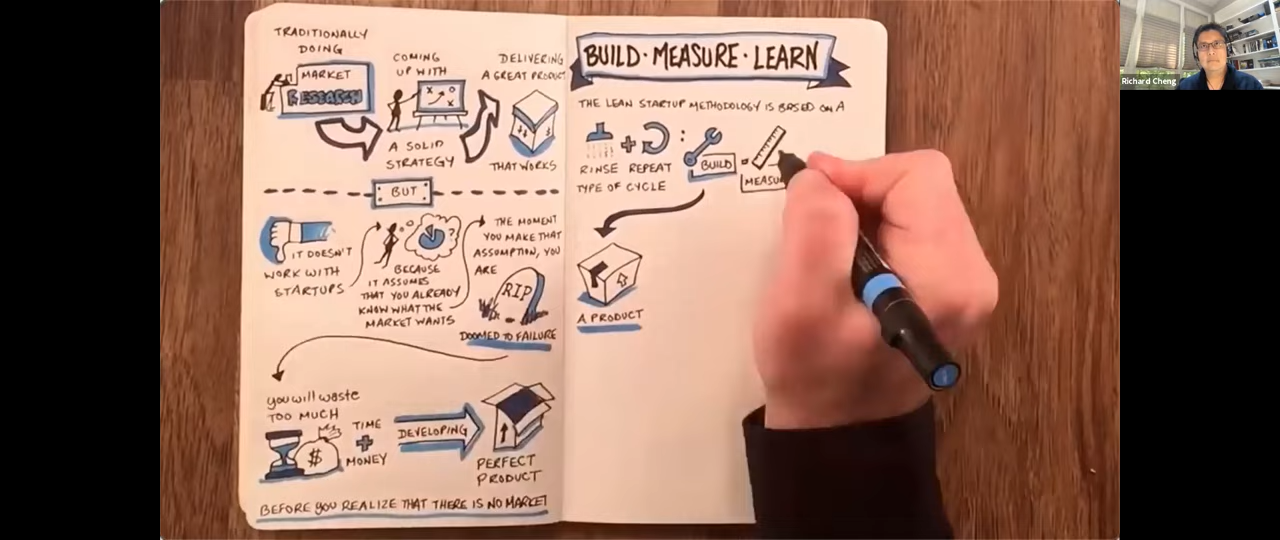 TRADITIONALLY
DOING
MARKET
RESEARCH
COMING
UP WITH
A SOLID
STRATEGY
DELIVERING
A GREAT PRODUCT
THAT WORKS
BUT
IT DOESN'T
WORK WITH
STARTUPS
BECAUSE
IT ASSUMES
THAT YOU ALREADY
KNOW WHAT THE
MARKET WANTS
THE MOMENT
YOU MAKE THAT
ASSUMPTION, YOU
ARE
RIP
DOOMED TO FAILURE
you will waste
TOO MUCH
TIME
+
MONEY
$
DEVELOPING
PERFECT
PRODUCT
BEFORE YOU REALIZE THAT THERE IS NO MARKET
BUILD · MEASURE · LEARN
THE LEAN STARTUP METHODOLOGY IS BASED ON A
RINSE + REPEAT :
TYPE OF CYCLE
BUILD - MEASU
A PRODUCT
Richard Cheng